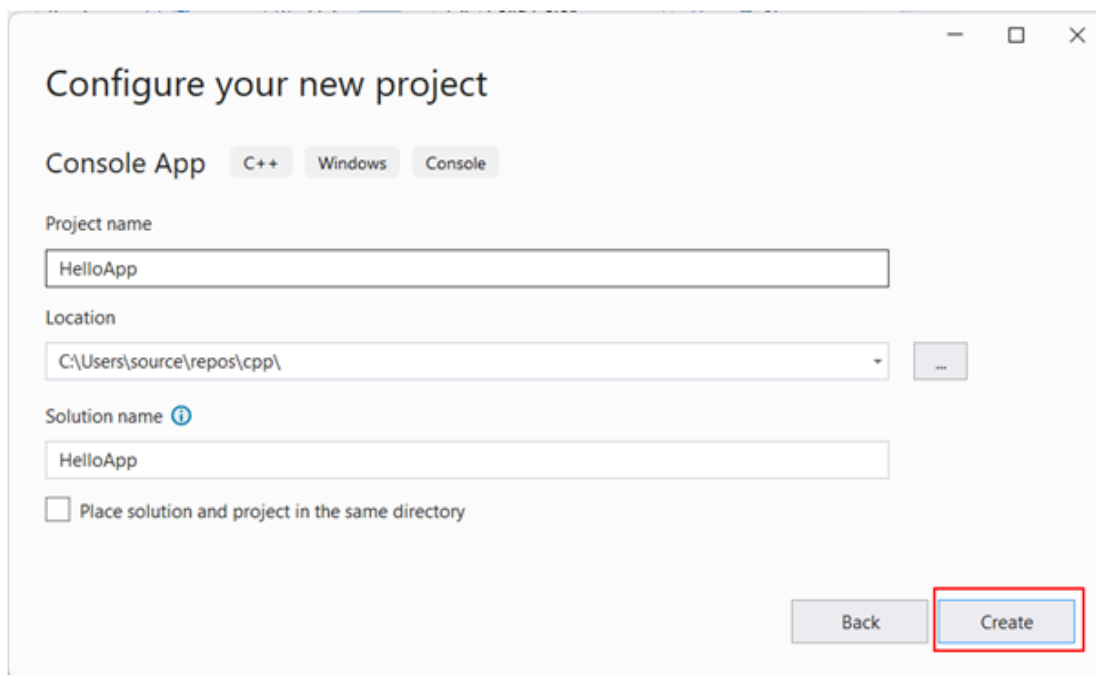 Configure your new project
Console App C++ Windows Console
Project name
HelloApp
Location
C:\Users\source\repos\cpp\
...
Solution name
HelloApp
Place solution and project in the same directory
Back Create